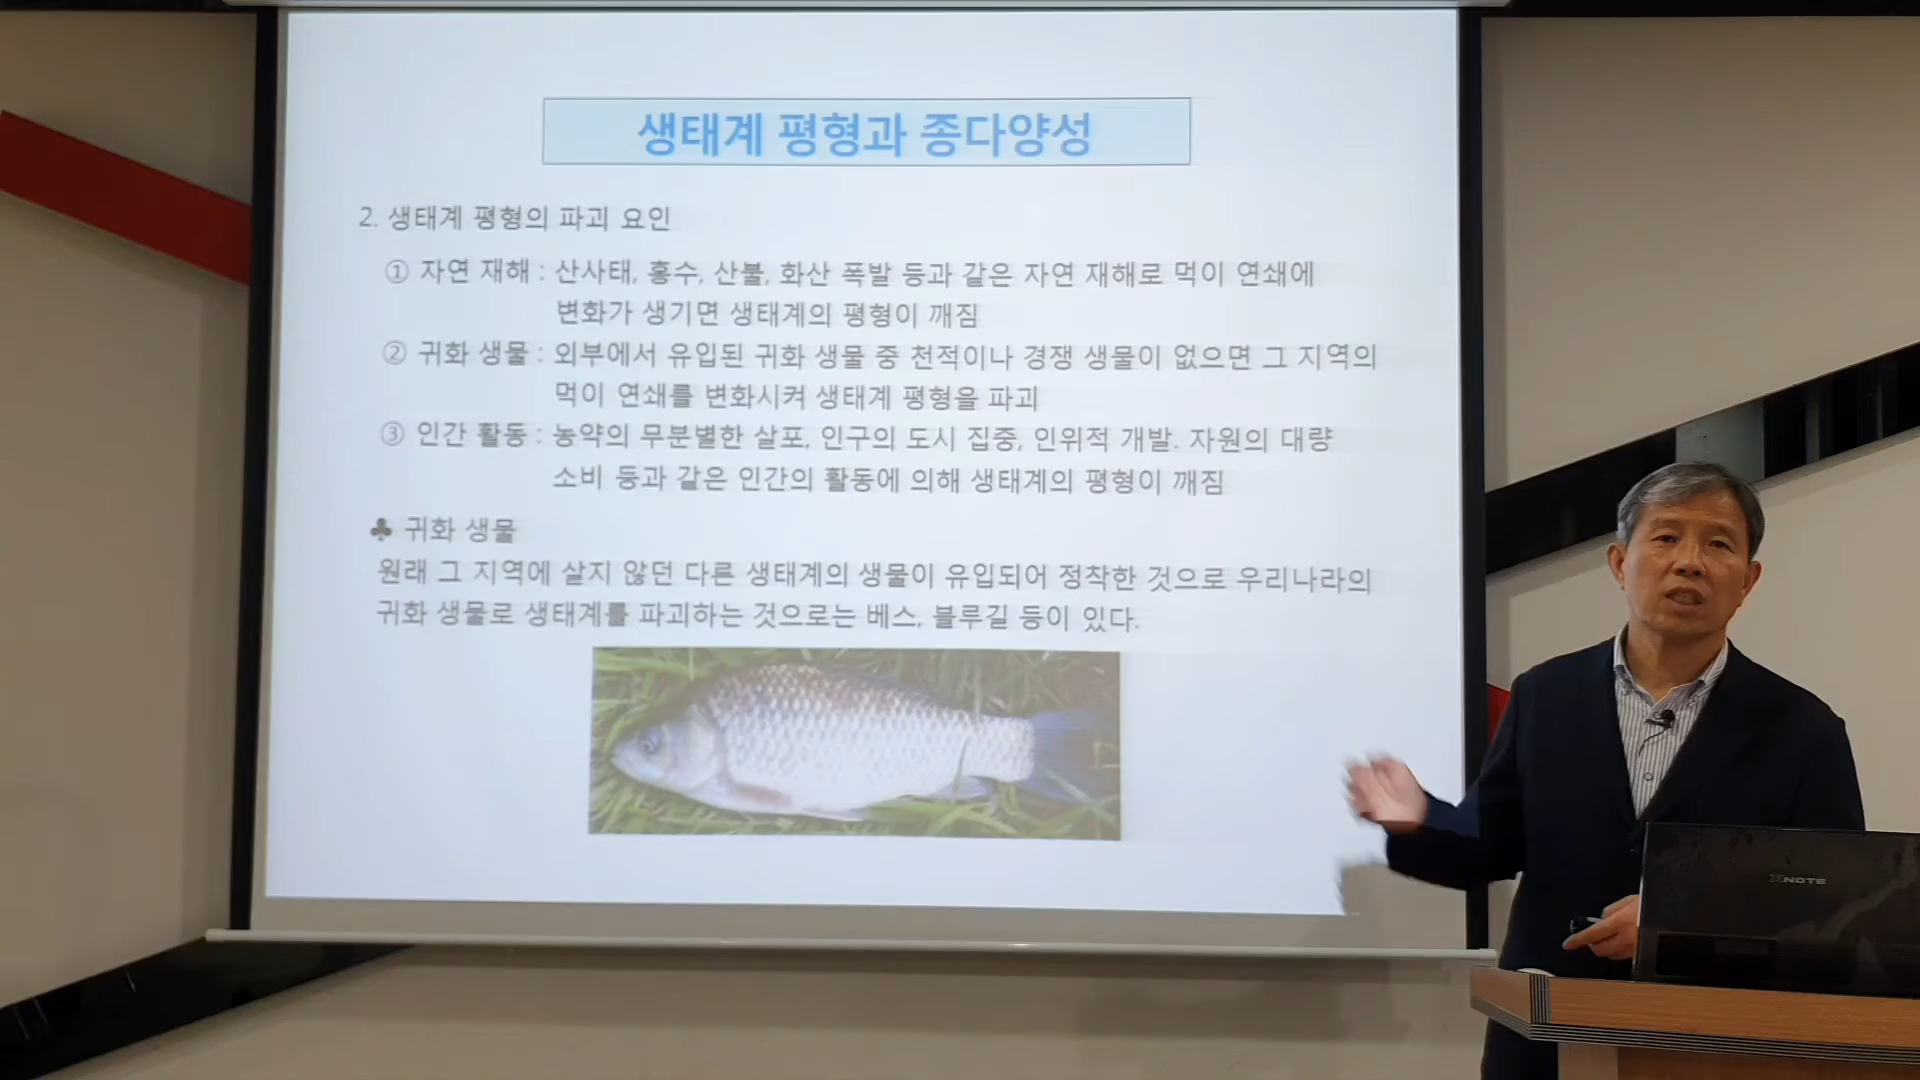 생태계 평형과 종다양성
2. 생태계 평형의 파괴 요인
① 자연 재해 : 산사태, 홍수, 산불, 화산 폭발 등과 같은 자연 재해로 먹이 연쇄에
변화가 생기면 생태계의 평형이 깨짐
② 귀화 생물 : 외부에서 유입된 귀화 생물 중 천적이나 경쟁 생물이 없으면 그 지역의
먹이 연쇄를 변화시켜 생태계 평형을 파괴
③ 인간 활동 : 농약의 무분별한 살포, 인구의 도시 집중, 인위적 개발. 자원의 대량
소비 등과 같은 인간의 활동에 의해 생태계의 평형이 깨짐
♣ 귀화 생물
원래 그 지역에 살지 않던 다른 생태계의 생물이 유입되어 정착한 것으로 우리나라의
귀화 생물로 생태계를 파괴하는 것으로는 베스, 블루길 등이 있다.
XNOTE